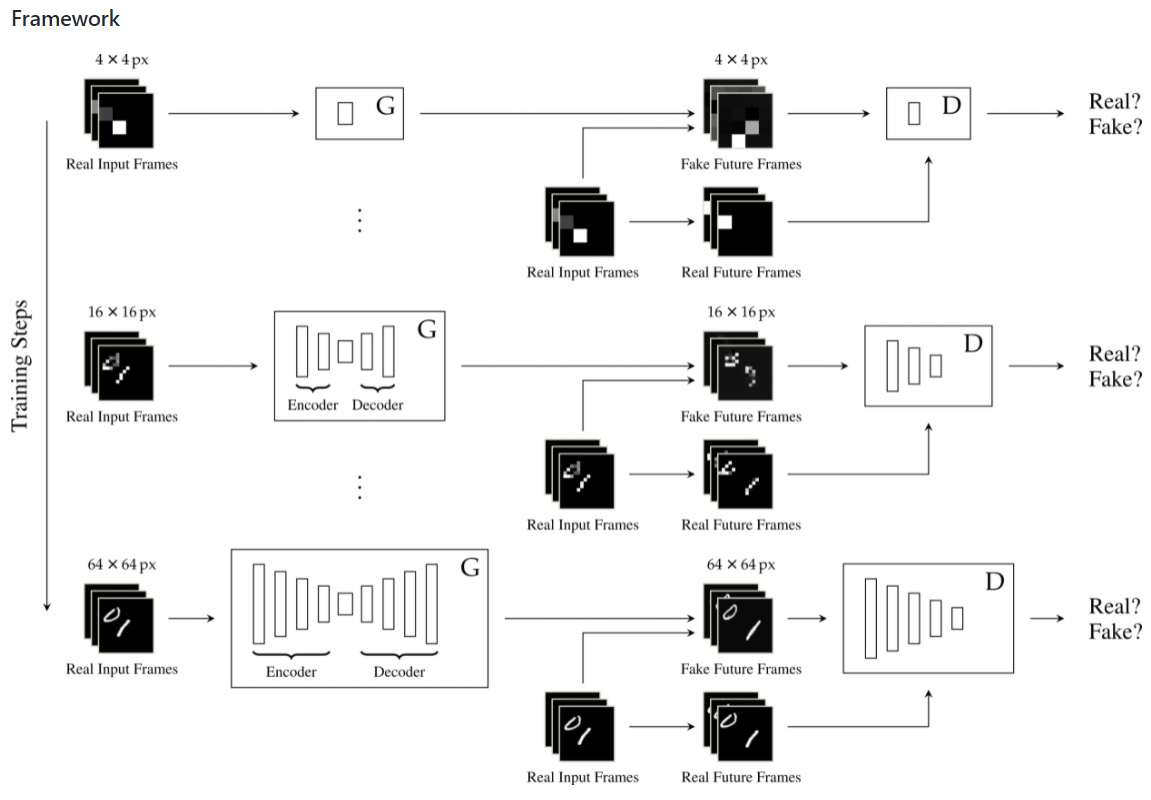 Framework
4 × 4 px
4 × 4 px
G
D
Real?
Fake?
Real Input Frames
Fake Future Frames
Real Input Frames
Real Future Frames
Training Steps
16 × 16 px
16 × 16 px
G
D
Real?
Fake?
Encoder Decoder
Real Input Frames
Fake Future Frames
Real Input Frames
Real Future Frames
64 × 64 px
64 × 64 px
G
D
Real?
Fake?
Encoder Decoder
Real Input Frames
Fake Future Frames
Real Input Frames
Real Future Frames